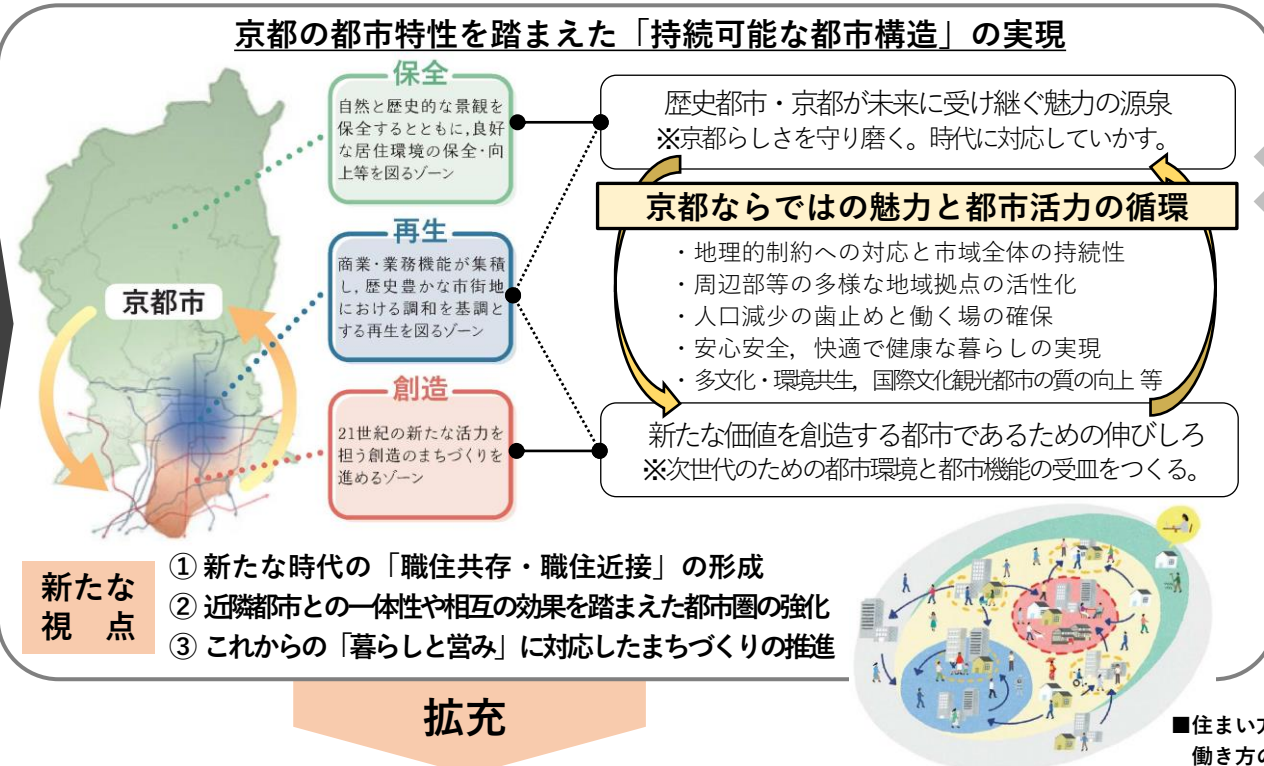 京都の都市特性を踏まえた「持続可能な都市構造」の実現
保全
自然と歴史的な景観を
保全するとともに,良好
な居住環境の保全・向
上等を図るゾーン
再生
商業・業務機能が集積
し,歴史豊かな市街地
における調和を基調と
する再生を図るゾーン
創造
21世紀の新たな活力を
担う創造のまちづくりを
進めるゾーン
京都市
歴史都市・京都が未来に受け継ぐ魅力の源泉
※京都らしさを守り磨く。時代に対応していかす。
京都ならではの魅力と都市活力の循環
・地理的制約への対応と市域全体の持続性
・周辺部等の多様な地域拠点の活性化
・人口減少の歯止めと働く場の確保
・安心安全，快適で健康な暮らしの実現
・多文化・環境共生，国際文化観光都市の質の向上 等
新たな価値を創造する都市であるための伸びしろ
※次世代のための都市環境と都市機能の受皿をつくる。
新たな
視　点
① 新たな時代の「職住共存・職住近接」の形成
② 近隣都市との一体性や相互の効果を踏まえた都市圏の強化
③ これからの「暮らしと営み」に対応したまちづくりの推進
拡充
■住まい方
働き方の